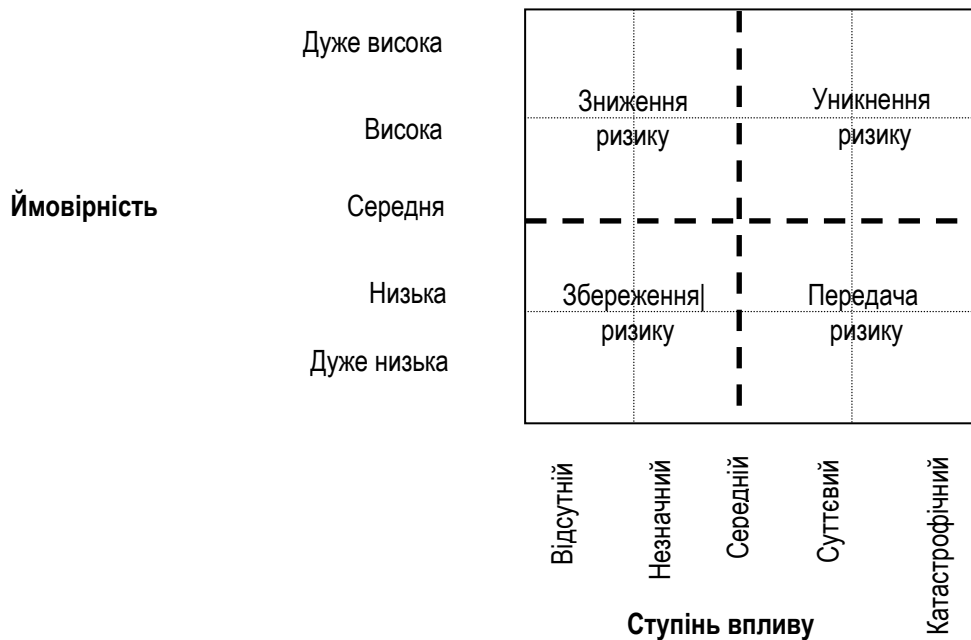 Дуже висока
Зниження
ризику
Уникнення
ризику
Висока
Ймовірність
Середня
Низька
Збереження|
ризику
Передача
ризику
Дуже низька
Відсутній
Незначний
Середній
Суттєвий
Катастрофічний
Ступінь впливу